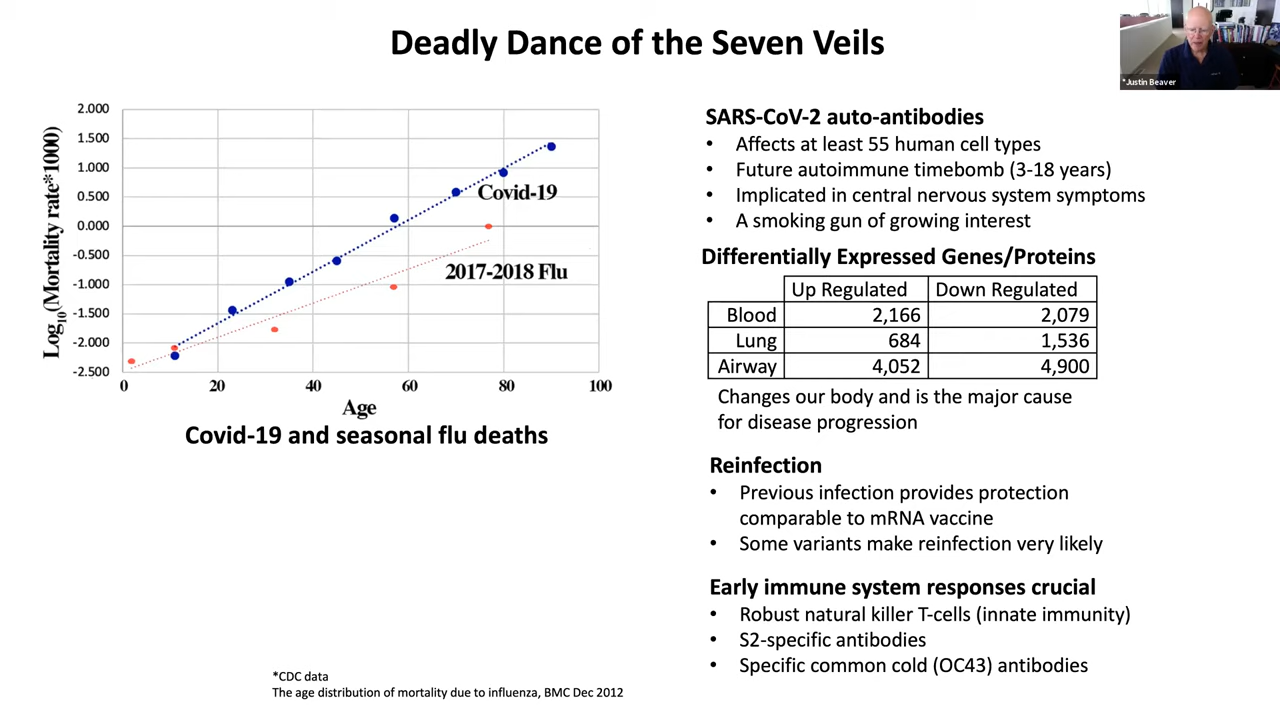 Deadly Dance of the Seven Veils
*Justin Beaver
2.000
1.500
1.000
0.500
0.000
-0.500
-1.000
-1.500
-2.000
-2.500
Log10(Mortality rate*1000)
Covid-19
2017-2018 Flu
0 20 40 60 80 100
Age
Covid-19 and seasonal flu deaths
*CDC data
The age distribution of mortality due to influenza, BMC Dec 2012
SARS-CoV-2 auto-antibodies
• Affects at least 55 human cell types
• Future autoimmune timebomb (3-18 years)
• Implicated in central nervous system symptoms
• A smoking gun of growing interest
Differentially Expressed Genes/Proteins
Up Regulated Down Regulated
Blood 2,166 2,079
Lung 684 1,536
Airway 4,052 4,900
Changes our body and is the major cause
for disease progression
Reinfection
• Previous infection provides protection
comparable to mRNA vaccine
• Some variants make reinfection very likely
Early immune system responses crucial
• Robust natural killer T-cells (innate immunity)
• S2-specific antibodies
• Specific common cold (OC43) antibodies